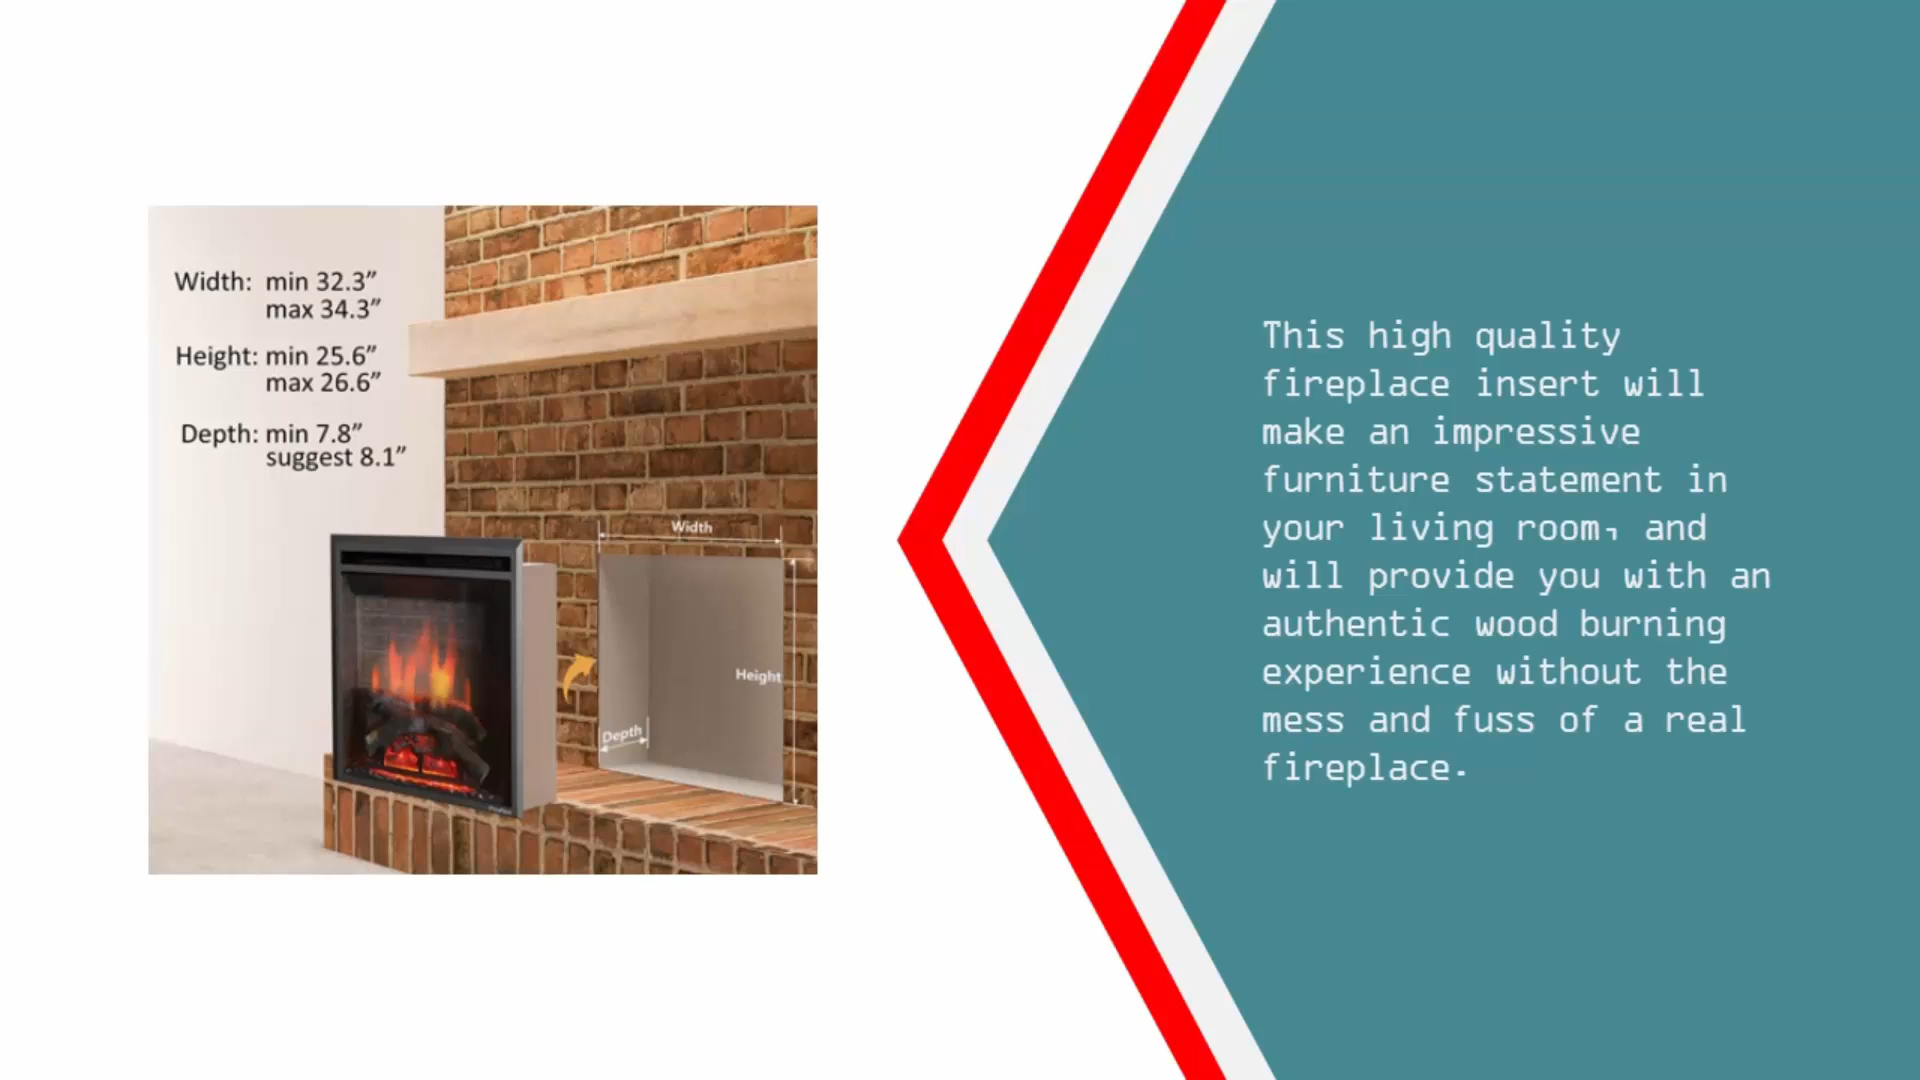 Width: min 32.3”
max 34.3”
Height: min 25.6”
max 26.6”
Depth: min 7.8”
suggest 8.1”
Width
Height
Depth
This high quality
fireplace insert will
make an impressive
furniture statement in
your living room, and
will provide you with an
authentic wood burning
experience without the
mess and fuss of a real
fireplace.